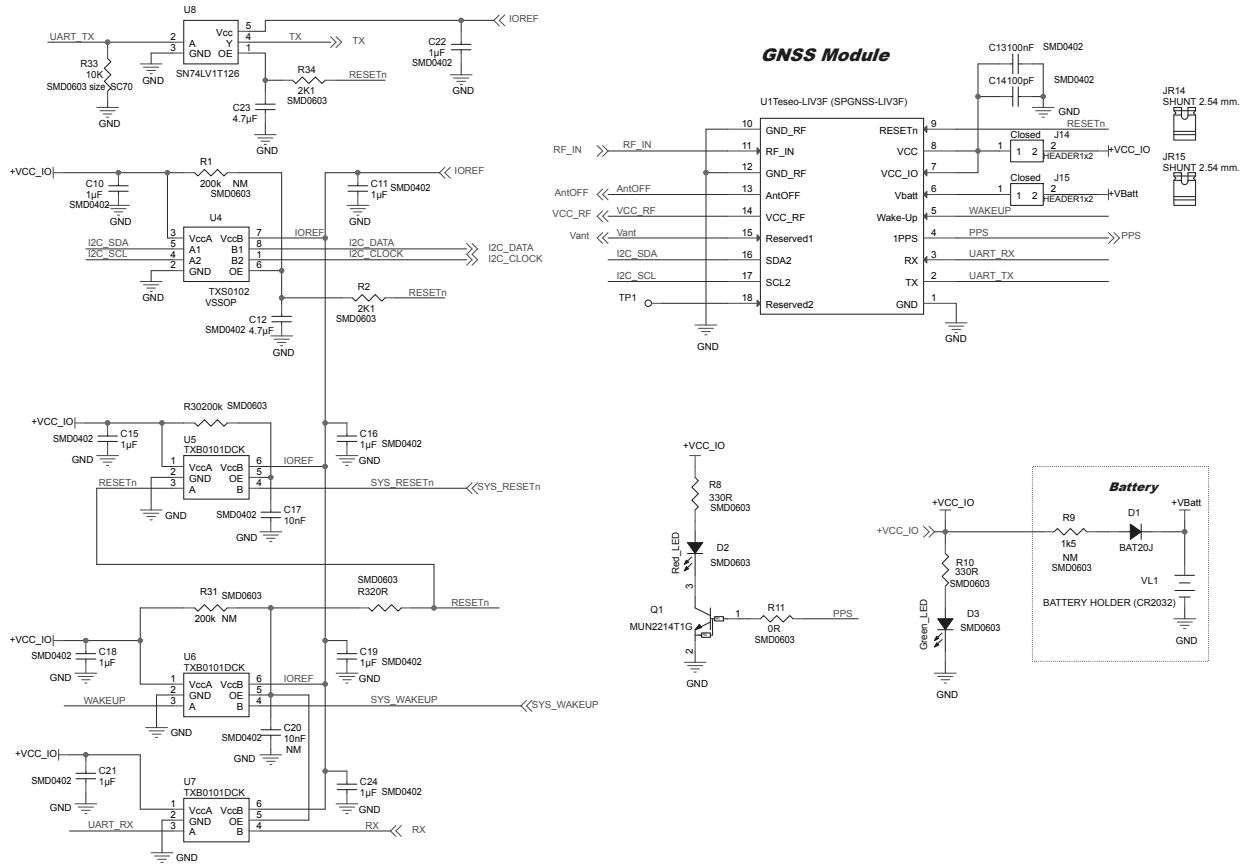 U8
UART_TX
2
3
A
GND
Vcc
Y
OE
5
4
1
TX
TX
IOREF
SN74LV1T126
R33
10K
SMD0603 size SC70
GND
GND
C22
1µF
SMD0402
GND
R34
2K1
SMD0603
RESETn
C23
4.7µF
GND
+VCC_IO
C10
1µF
SMD0402
GND
R1
200k NM
SMD0603
C11
1µF
SMD0402
GND
IOREF
U4
I2C_SDA
I2C_SCL
3
5
4
2
VccA
A1
A2
GND
VccB
B1
B2
OE
7
8
1
6
IOREF
I2C_DATA
I2C_CLOCK
I2C_DATA
I2C_CLOCK
TXS0102
VSSOP
GND
R2
2K1
SMD0603
RESETn
C12
SMD0402
4.7µF
GND
+VCC_IO
R30200k
SMD0603
C15
SMD0402
1µF
GND
U5
TXB0101DCK
C16
1µF
SMD0402
GND
1
2
3
VccA
GND
A
VccB
OE
B
6
5
4
IOREF
RESETn
SYS_RESETn
SYS_RESETn
GND
C17
SMD0402
10nF
GND
R31
SMD0603
200k NM
SMD0603
R320R
RESETn
+VCC_IO
C18
SMD0402
1µF
GND
U6
TXB0101DCK
C19
1µF
SMD0402
GND
1
2
3
VccA
GND
A
VccB
OE
B
6
5
4
IOREF
WAKEUP
SYS_WAKEUP
SYS_WAKEUP
GND
C20
SMD0402
10nF
NM
GND
+VCC_IO
C21
SMD0402
1µF
GND
U7
TXB0101DCK
C24
1µF
SMD0402
GND
1
2
3
VccA
GND
A
VccB
OE
B
6
5
4
UART_RX
RX
RX
GND
GNSS Module
C13100nF
SMD0402
C14100pF
SMD0402
GND
U1Teseo-LIV3F (SPGNSS-LIV3F)
10
GND_RF
RF_IN
RF_IN
11
RF_IN
12
GND_RF
AntOFF
AntOFF
13
AntOFF
VCC_RF
VCC_RF
14
VCC_RF
Vant
Vant
15
Reserved1
I2C_SDA
16
SDA2
I2C_SCL
17
SCL2
TP1
18
Reserved2
GND
RESETn
9
RESETn
VCC
8
VCC_IO
7
Vbatt
6
Wake-Up
5
WAKEUP
1PPS
4
PPS
PPS
RX
3
UART_RX
TX
2
UART_TX
GND
1
GND
Closed
J14
1
1 2
2
HEADER1x2
+VCC_IO
Closed
J15
1
1 2
2
HEADER1x2
+VBatt
JR14
SHUNT 2.54 mm.
JR15
SHUNT 2.54 mm.
+VCC_IO
R8
330R
SMD0603
Red_LED
D2
SMD0603
3
Q1
MUN2214T1G
1
2
R11
0R
SMD0603
PPS
GND
+VCC_IO
+VCC_IO
R10
330R
SMD0603
Green_LED
D3
SMD0603
GND
Battery
R9
1k5
NM
SMD0603
D1
BAT20J
+VBatt
VL1
BATTERY HOLDER (CR2032)
GND